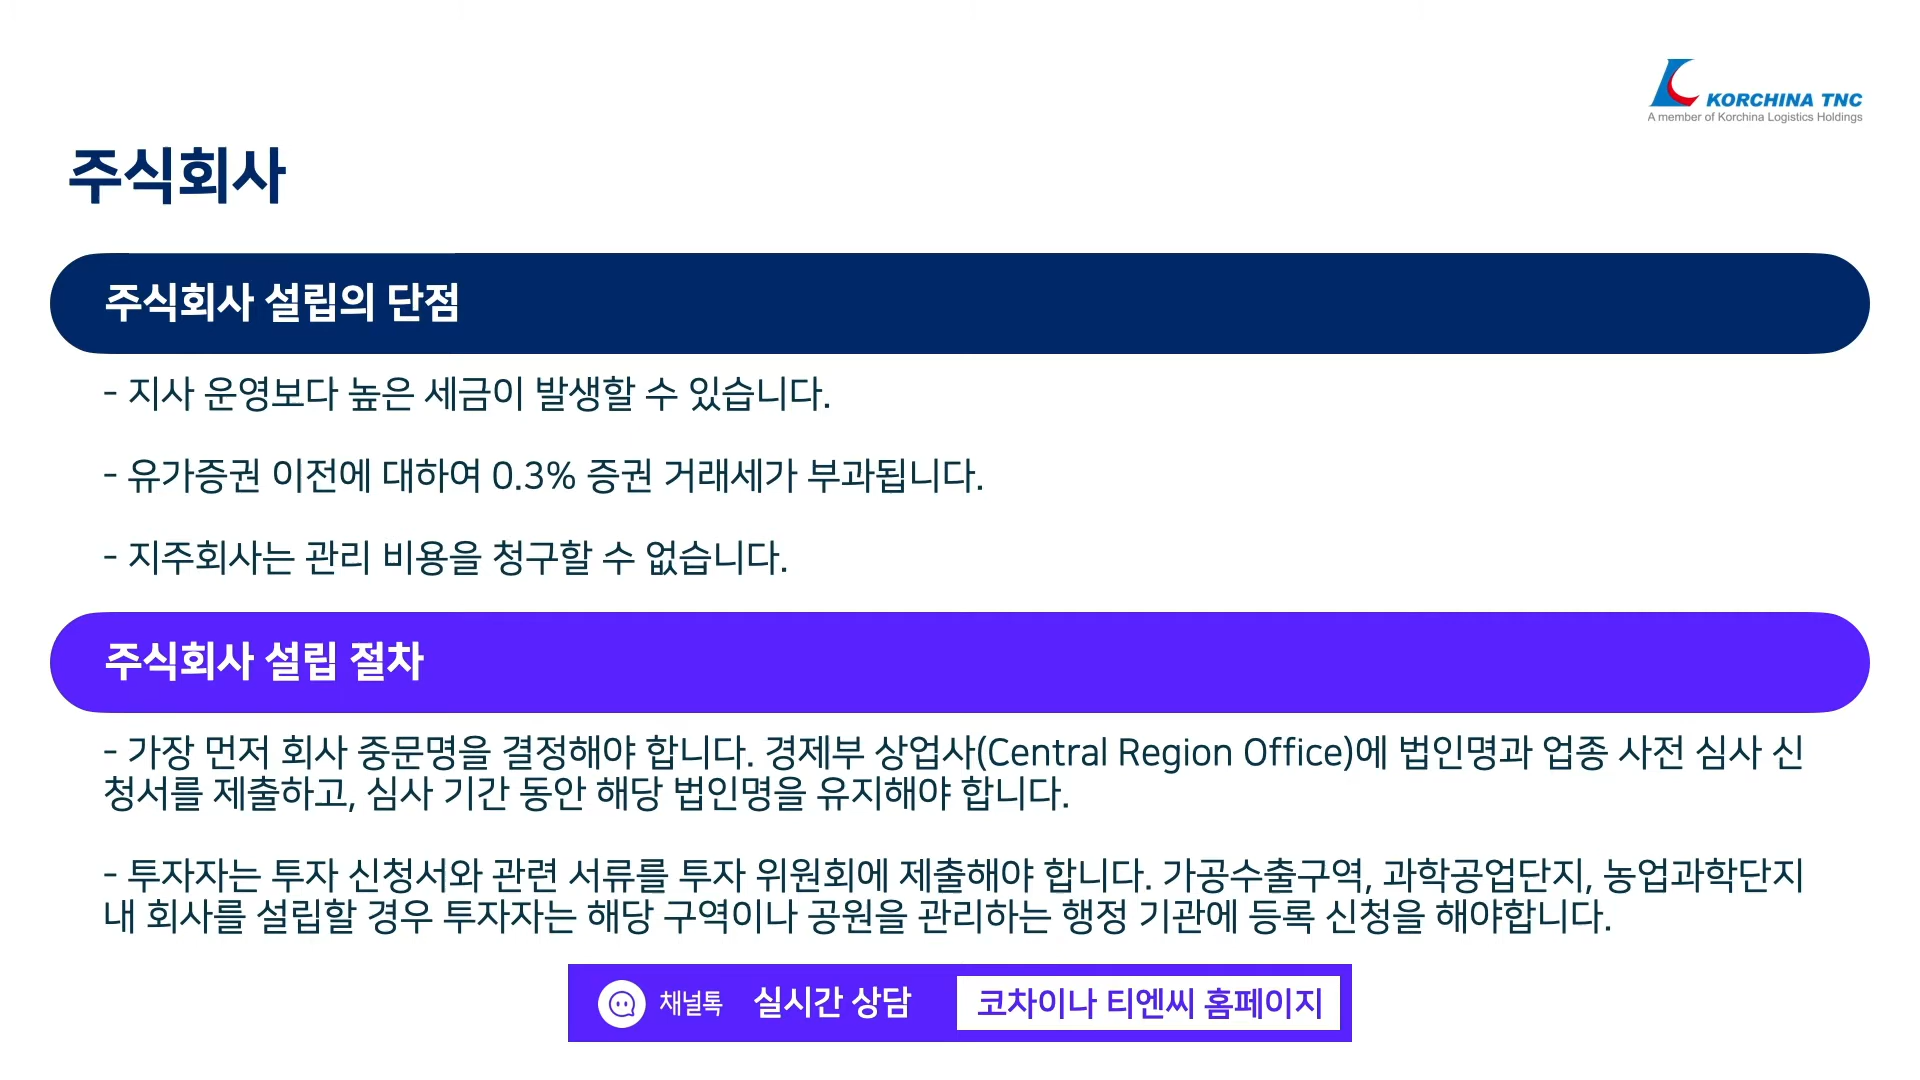 KORCHINA TNC
A member of Korchina Logistics Holdings
주식회사
주식회사 설립의 단점
- 지사 운영보다 높은 세금이 발생할 수 있습니다.
- 유가증권 이전에 대하여 0.3% 증권 거래세가 부과됩니다.
- 지주회사는 관리 비용을 청구할 수 없습니다.
주식회사 설립 절차
- 가장 먼저 회사 중문명을 결정해야 합니다. 경제부 상업사(Central Region Office)에 법인명과 업종 사전 심사 신
청서를 제출하고, 심사 기간 동안 해당 법인명을 유지해야 합니다.
- 투자자는 투자 신청서와 관련 서류를 투자 위원회에 제출해야 합니다. 가공수출구역, 과학공업단지, 농업과학단지
내 회사를 설립할 경우 투자자는 해당 구역이나 공원을 관리하는 행정 기관에 등록 신청을 해야합니다.
채널톡 실시간 상담 코차이나 티엔씨 홈페이지